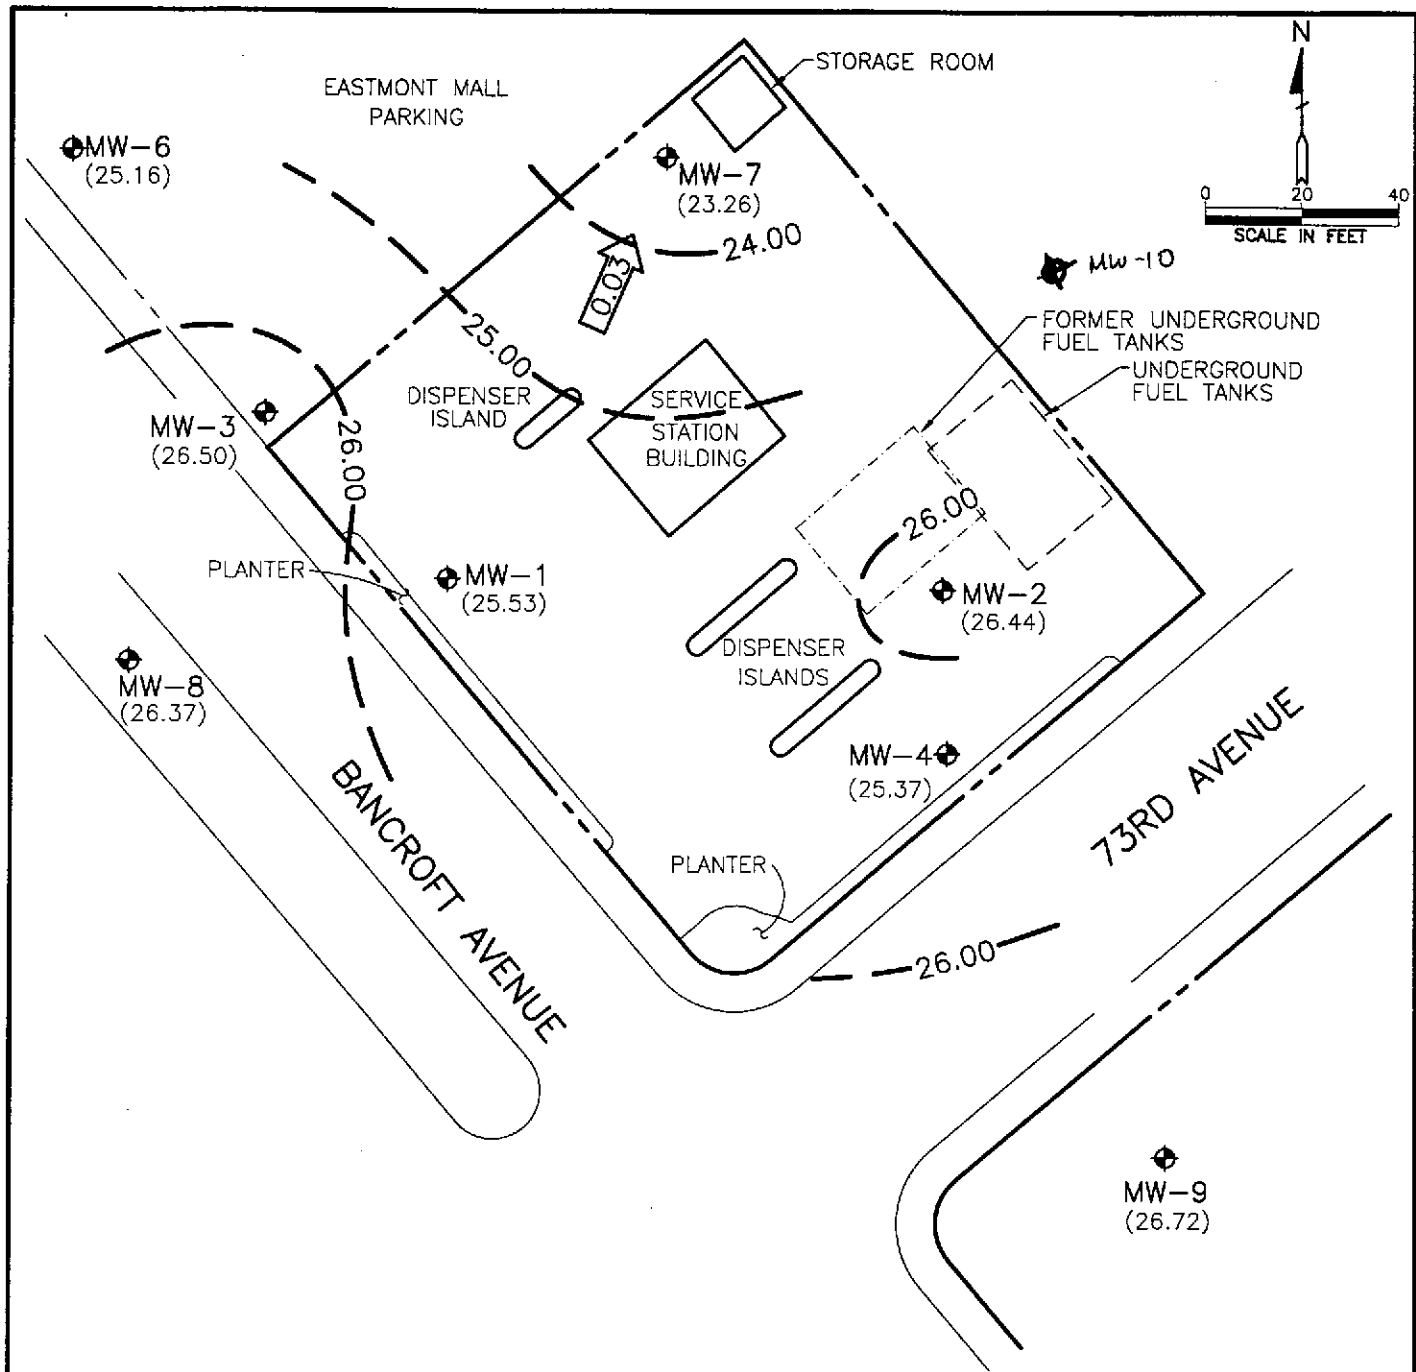 N
STORAGE ROOM
EASTMONT MALL
PARKING
MW-6
(25.16)
MW-7
(23.26)
0 20 40
SCALE IN FEET
24.00
MW-10
0.03
FORMER UNDERGROUND
FUEL TANKS
UNDERGROUND
FUEL TANKS
25.00
DISPENSER
ISLAND
SERVICE
STATION
BUILDING
MW-3
(26.50)
26.00
26.00
PLANTER
MW-1
(25.53)
MW-2
(26.44)
DISPENSER
ISLANDS
MW-8
(26.37)
MW-4
(25.37)
BANCROFT AVENUE
73RD AVENUE
PLANTER
26.00
MW-9
(26.72)